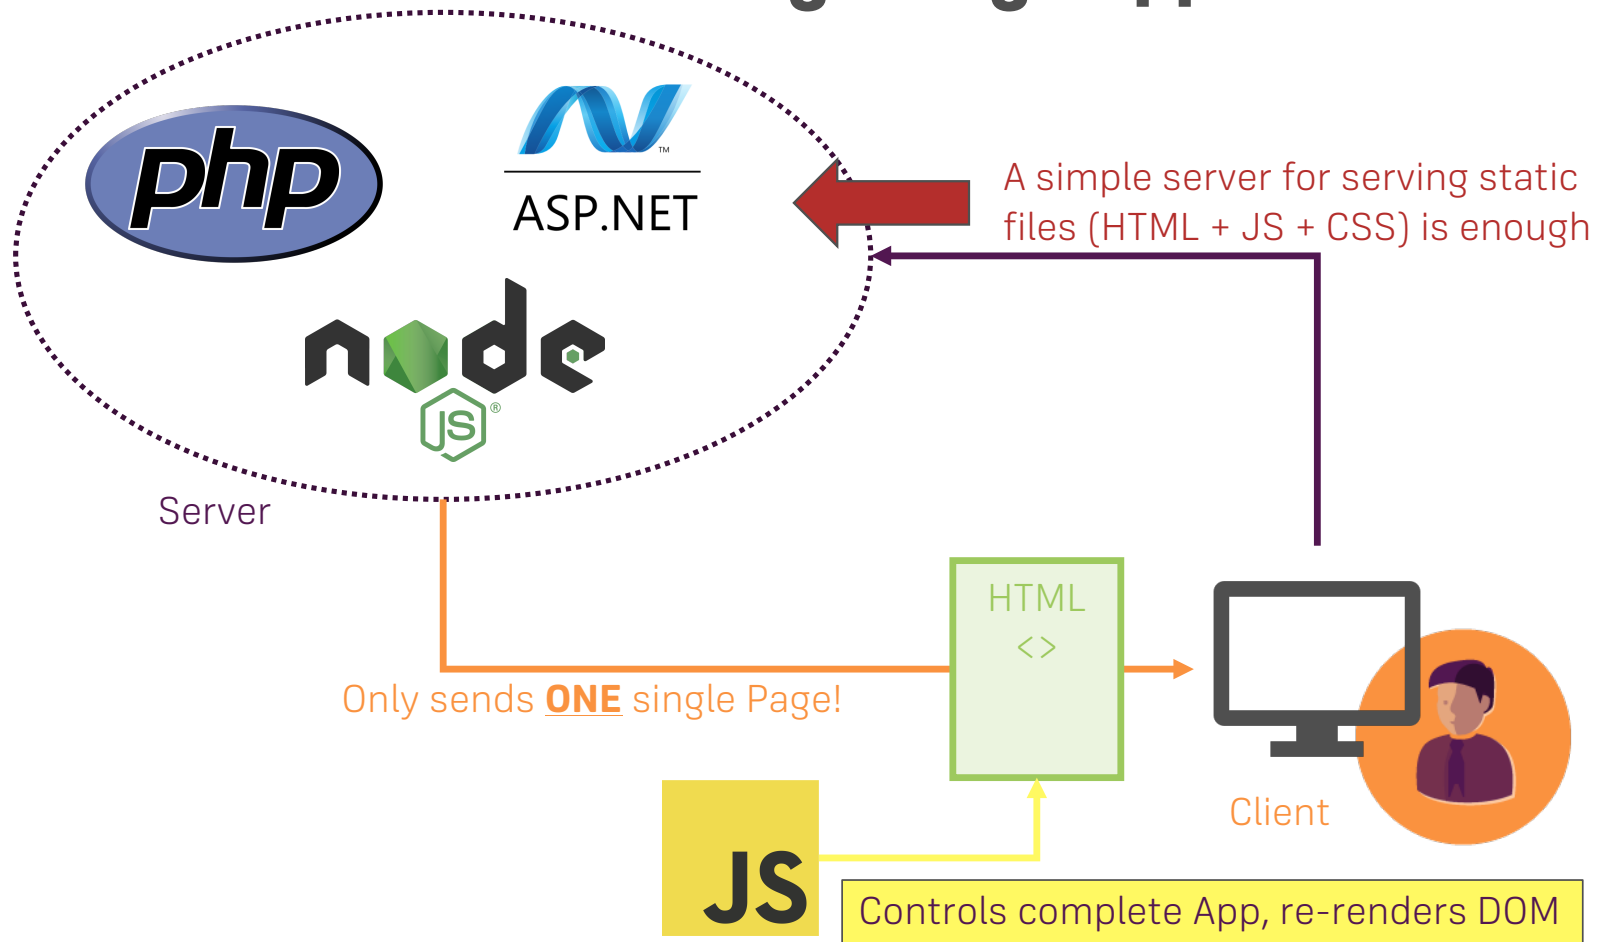 php
TM
ASP.NET
A simple server for serving static
files (HTML + JS + CSS) is enough
node
JS®
Server
HTML
<>
Only sends ONE single Page!
Client
JS
Controls complete App, re-renders DOM